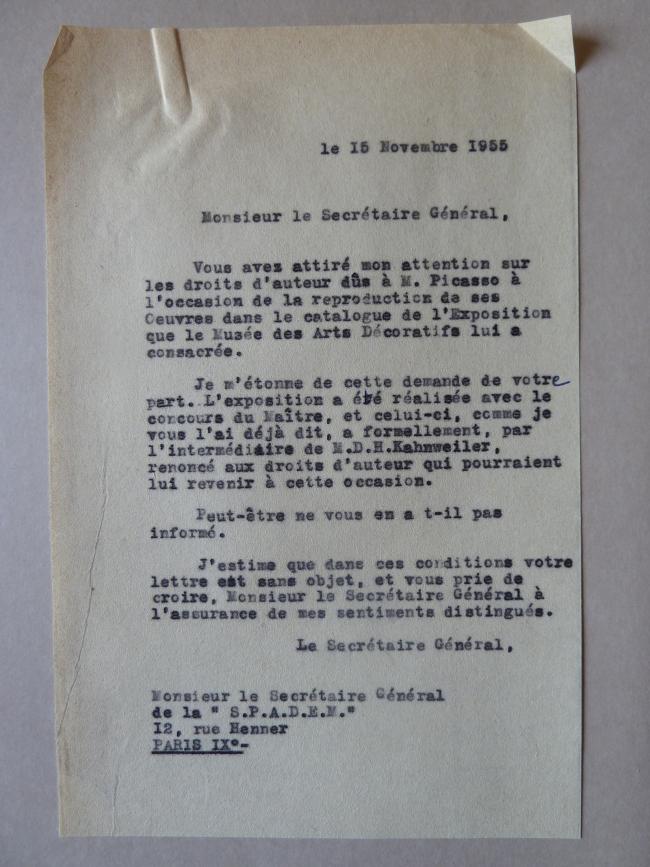 le I5 Novembre I955
Monsieur le Secrétaire Général,
Vous avez attiré mon attention sur
les droits d'auteur dûs à M. Picasso à
l'occasion de la reproduction de ses
Oeuvres dans le catalogue de l'Exposition
que le Musée des Arts Décoratifs lui a
consacrée.
Je m'étonne de cette demande de votre
part. L'exposition a été réalisée avec le
concours du Maître, et celui-ci, comme je
vous l'ai déjà dit, a formellement, par
l'intermédiaire de M.D.H.Kahnweiler,
renoncé aux droits d'auteur qui pourraient
lui revenir à cette occasion.
Peut-être ne vous en a t-il pas
informé.
J'estime que dans ces conditions votre
lettre est sans objet, et vous prie de
croire, Monsieur le Secrétaire Général à
l'assurance de mes sentiments distingués.
Le Secrétaire Général,
Monsieur le Secrétaire Général
de la " S.P.A.D.E.M."
I2, rue Henner
PARIS IX°-